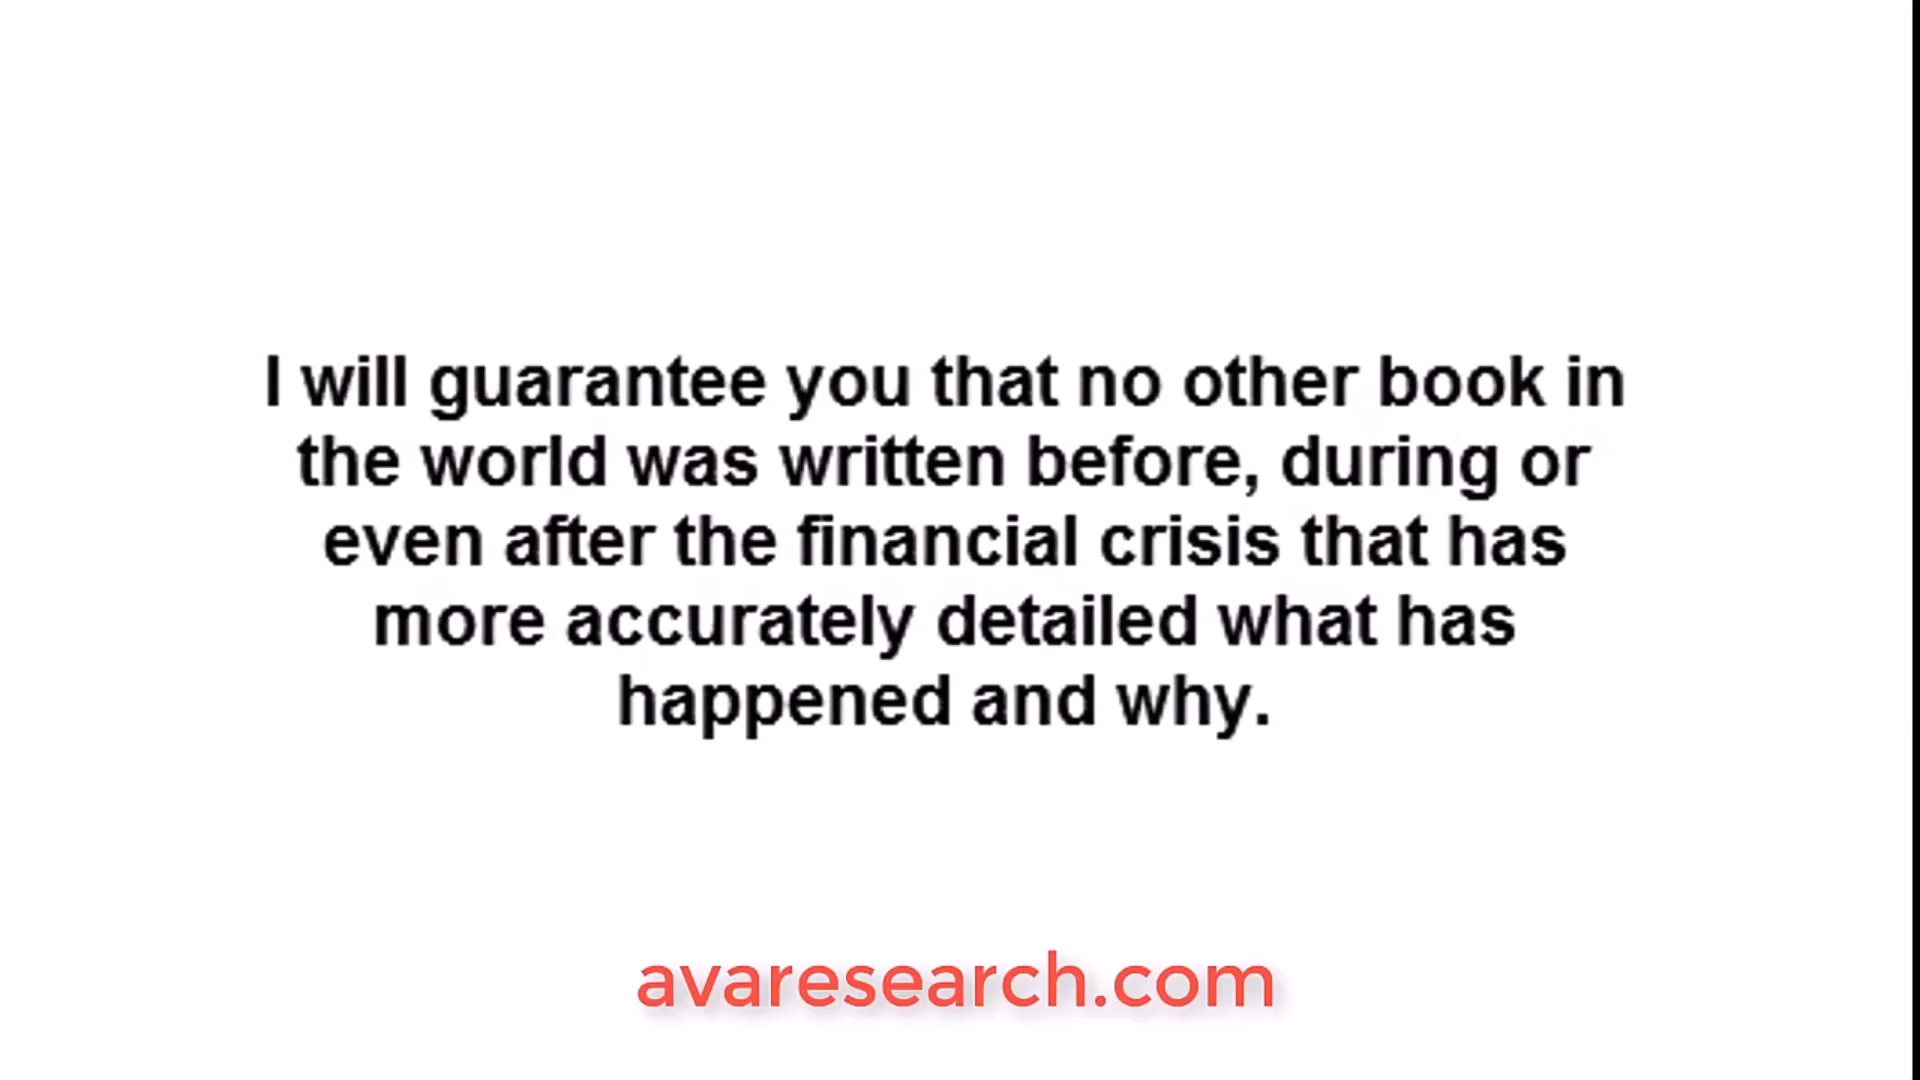 I will guarantee you that no other book in
the world was written before, during or
even after the financial crisis that has
more accurately detailed what has
happened and why.
avaresearch.com